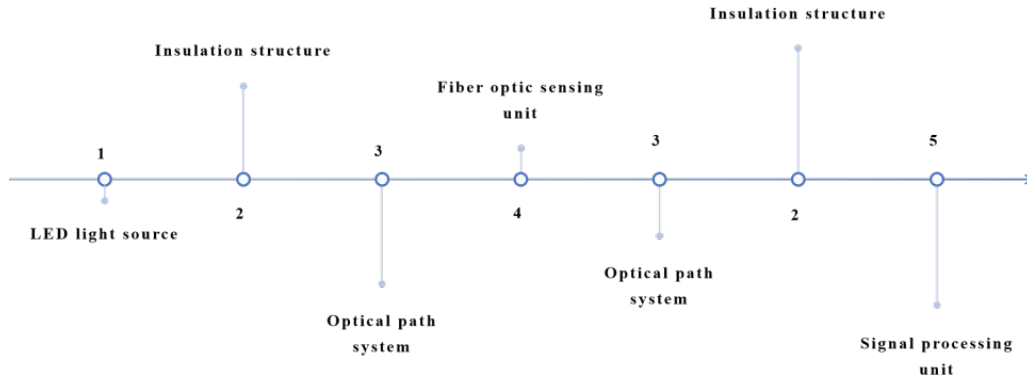 Insulation structure
Insulation structure
Fiber optic sensing
unit
1
3
3
5
2
4
2
LED light source
Optical path
system
Optical path
system
Signal processing
unit